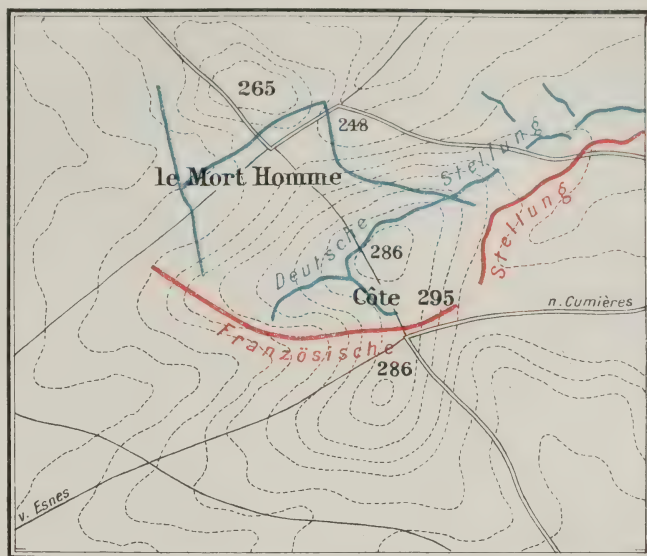 265
248
le Mort Homme
Deutsche Stellung
286
Côte 295
Französische Stellung
n. Cumières
286
v. Esnes